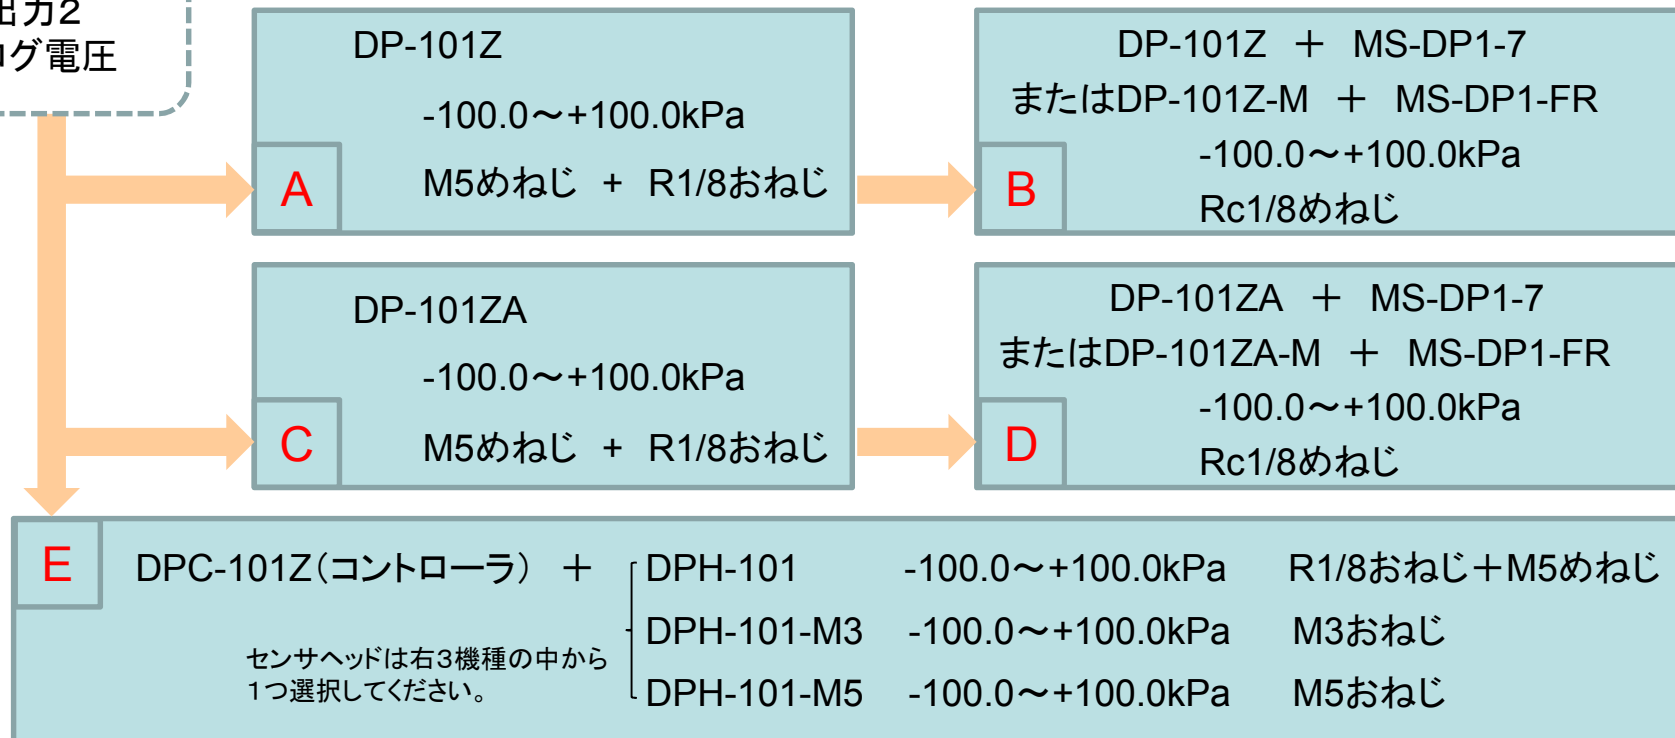 出力2
ログ電圧
DP-101Z
-100.0～+100.0kPa
M5めねじ + R1/8おねじ
A
DP-101Z ＋ MS-DP1-7
またはDP-101Z-M ＋ MS-DP1-FR
-100.0～+100.0kPa
Rc1/8めねじ
B
DP-101ZA
-100.0～+100.0kPa
M5めねじ + R1/8おねじ
C
DP-101ZA ＋ MS-DP1-7
またはDP-101ZA-M ＋ MS-DP1-FR
-100.0～+100.0kPa
Rc1/8めねじ
D
E
DPC-101Z（コントローラ） ＋
DPH-101 -100.0～+100.0kPa R1/8おねじ＋M5めねじ
DPH-101-M3 -100.0～+100.0kPa M3おねじ
DPH-101-M5 -100.0～+100.0kPa M5おねじ
センサヘッドは右3機種の中から
1つ選択してください。